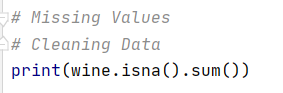 # Missing Values
# Cleaning Data
print(wine.isna().sum())